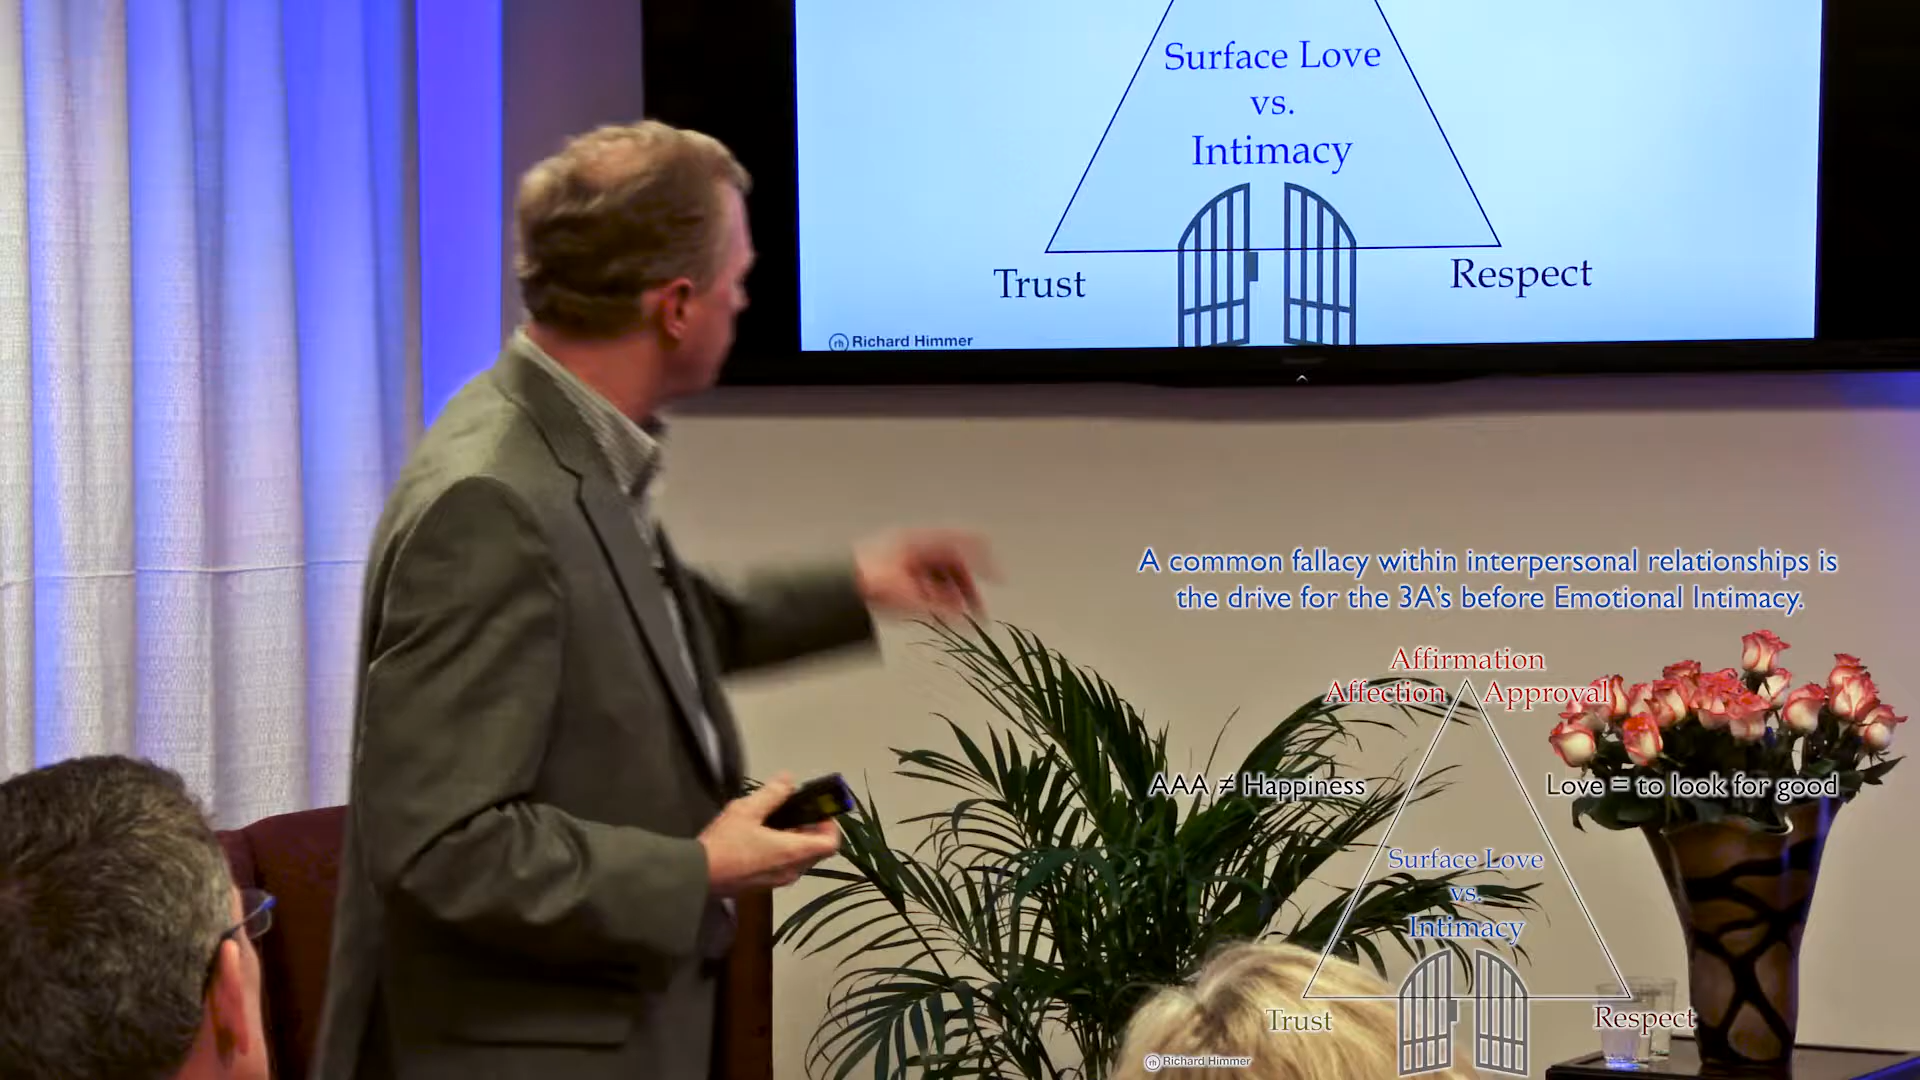 Surface Love
vs.
Intimacy
Trust
Respect
rh Richard Himmer
A common fallacy within interpersonal relationships is
the drive for the 3A's before Emotional Intimacy.
Affirmation
Affection
Approval
AAA ≠ Happiness
Love = to look for good
Surface Love
vs.
Intimacy
Trust
Respect
rh Richard Himmer